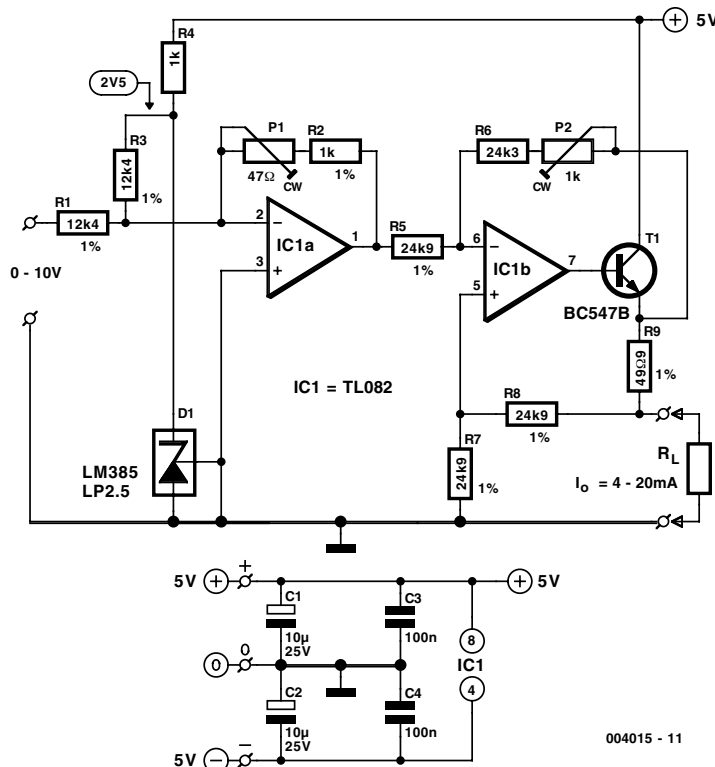 5V
R4
1k
2V5
R3
12k4
1%
R1
12k4
1%
0 - 10V
P1
47Ω
CW
R2
1k
1%
2
3
1
IC1a
R5
24k9
1%
R6
24k3
P2
1k
CW
6
5
7
IC1b
T1
BC547B
R9
49Ω9
1%
IC1 = TL082
R8
24k9
1%
R7
24k9
1%
D1
LM385
LP2.5
RL
Io = 4 - 20mA
5V + +
+ 5V
C1
10µ
25V
C3
100n
0 0
8
IC1
4
C2
10µ
25V
C4
100n
5V − −
004015 - 11